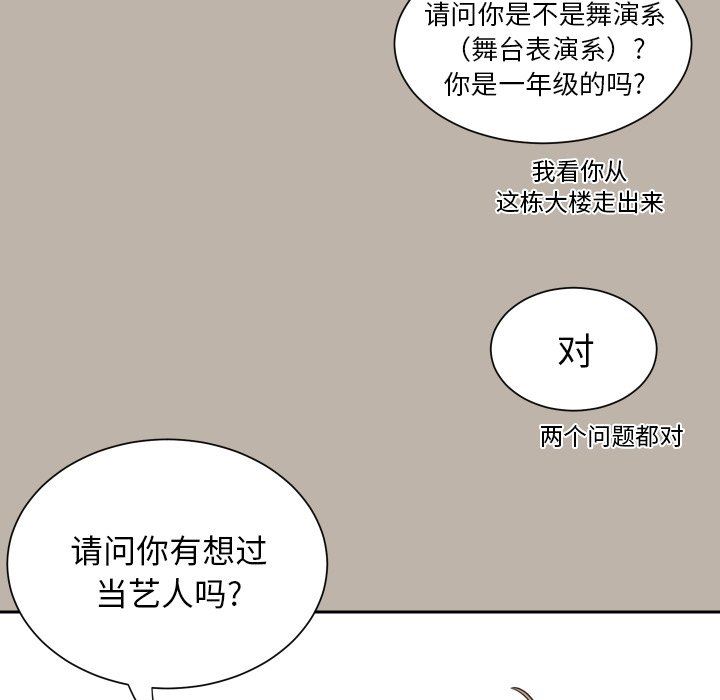 请问你是不是舞演系
（舞台表演系）?
你是一年级的吗?
我看你从
这栋大楼走出来
对
两个问题都对
请问你有想过
当艺人吗?